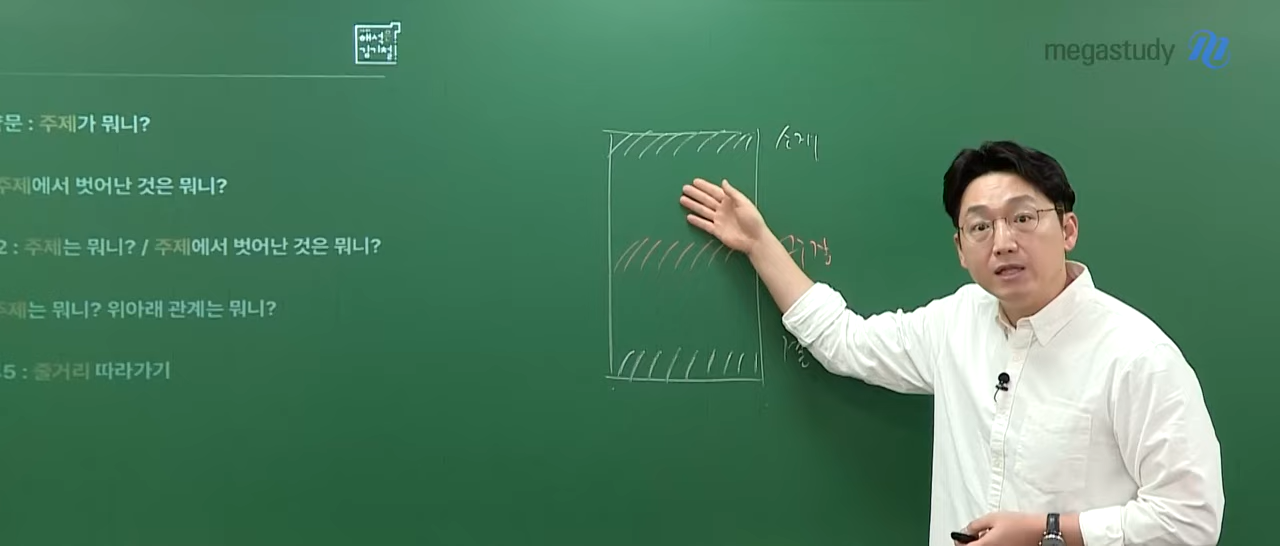 해석은
김기철!
megastudy
문 : 주제가 뭐니?
주제에서 벗어난 것은 뭐니?
2 : 주제는 뭐니? / 주제에서 벗어난 것은 뭐니?
주제는 뭐니? 위아래 관계는 뭐니?
5 : 줄거리 따라가기
소재